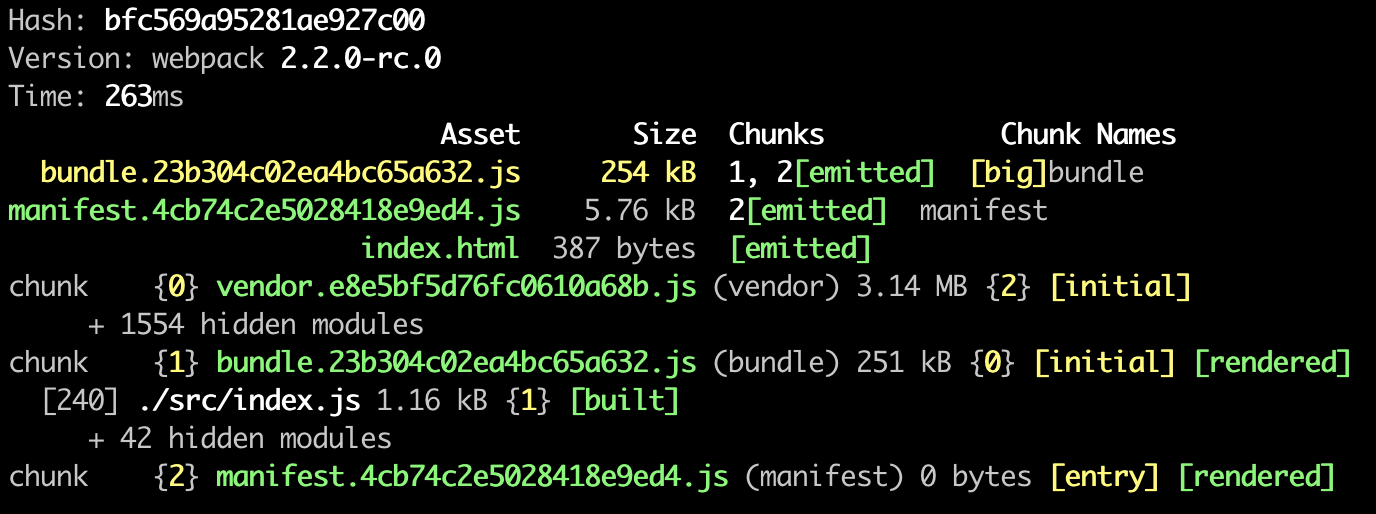 Hash: bfc569a95281ae927c00
Version: webpack 2.2.0-rc.0
Time: 263ms
Asset Size Chunks Chunk Names
bundle.23b304c02ea4bc65a632.js 254 kB 1, 2[emitted] [big]bundle
manifest.4cb74c2e5028418e9ed4.js 5.76 kB 2[emitted] manifest
index.html 387 bytes [emitted]
chunk {0} vendor.e8e5bf5d76fc0610a68b.js (vendor) 3.14 MB {2} [initial]
+ 1554 hidden modules
chunk {1} bundle.23b304c02ea4bc65a632.js (bundle) 251 kB {0} [initial] [rendered]
[240] ./src/index.js 1.16 kB {1} [built]
+ 42 hidden modules
chunk {2} manifest.4cb74c2e5028418e9ed4.js (manifest) 0 bytes [entry] [rendered]